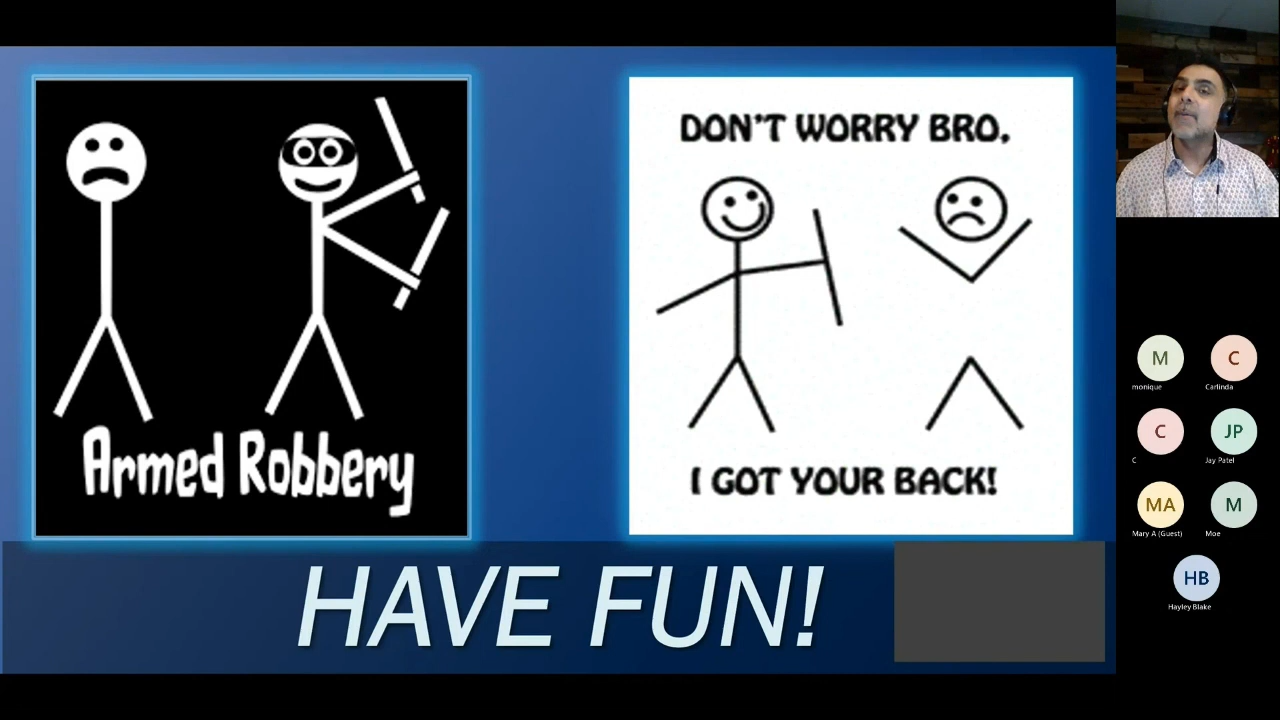 Armed Robbery
DON'T WORRY BRO.
I GOT YOUR BACK!
HAVE FUN!
M
monique
C
Carlinda
C
C
JP
Jay Patel
MA
Mary A (Guest)
M
Moe
HB
Hayley Blake